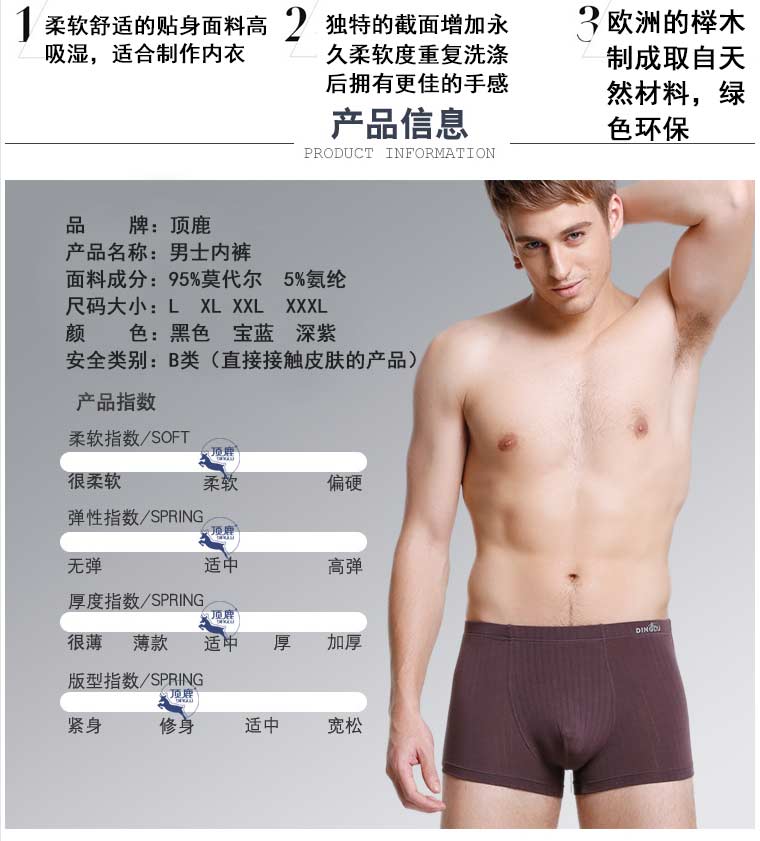 1 柔软舒适的贴身面料高
吸湿，适合制作内衣
2 独特的截面增加永
久柔软度重复洗涤
后拥有更佳的手感
3 欧洲的榉木
制成取自天
然材料，绿
色环保
产品信息
PRODUCT INFORMATION
品 牌：顶鹿
产品名称：男士内裤
面料成分：95%莫代尔 5%氨纶
尺码大小：L XL XXL XXXL
颜 色：黑色 宝蓝 深紫
安全类别：B类（直接接触皮肤的产品）
产品指数
柔软指数/SOFT
顶鹿
DINGLU
很柔软 柔软 偏硬
弹性指数/SPRING
顶鹿
DINGLU
无弹 适中 高弹
厚度指数/SPRING
顶鹿
DINGLU
很薄 薄款 适中 厚 加厚
版型指数/SPRING
顶鹿
DINGLU
紧身 修身 适中 宽松
DINGLU